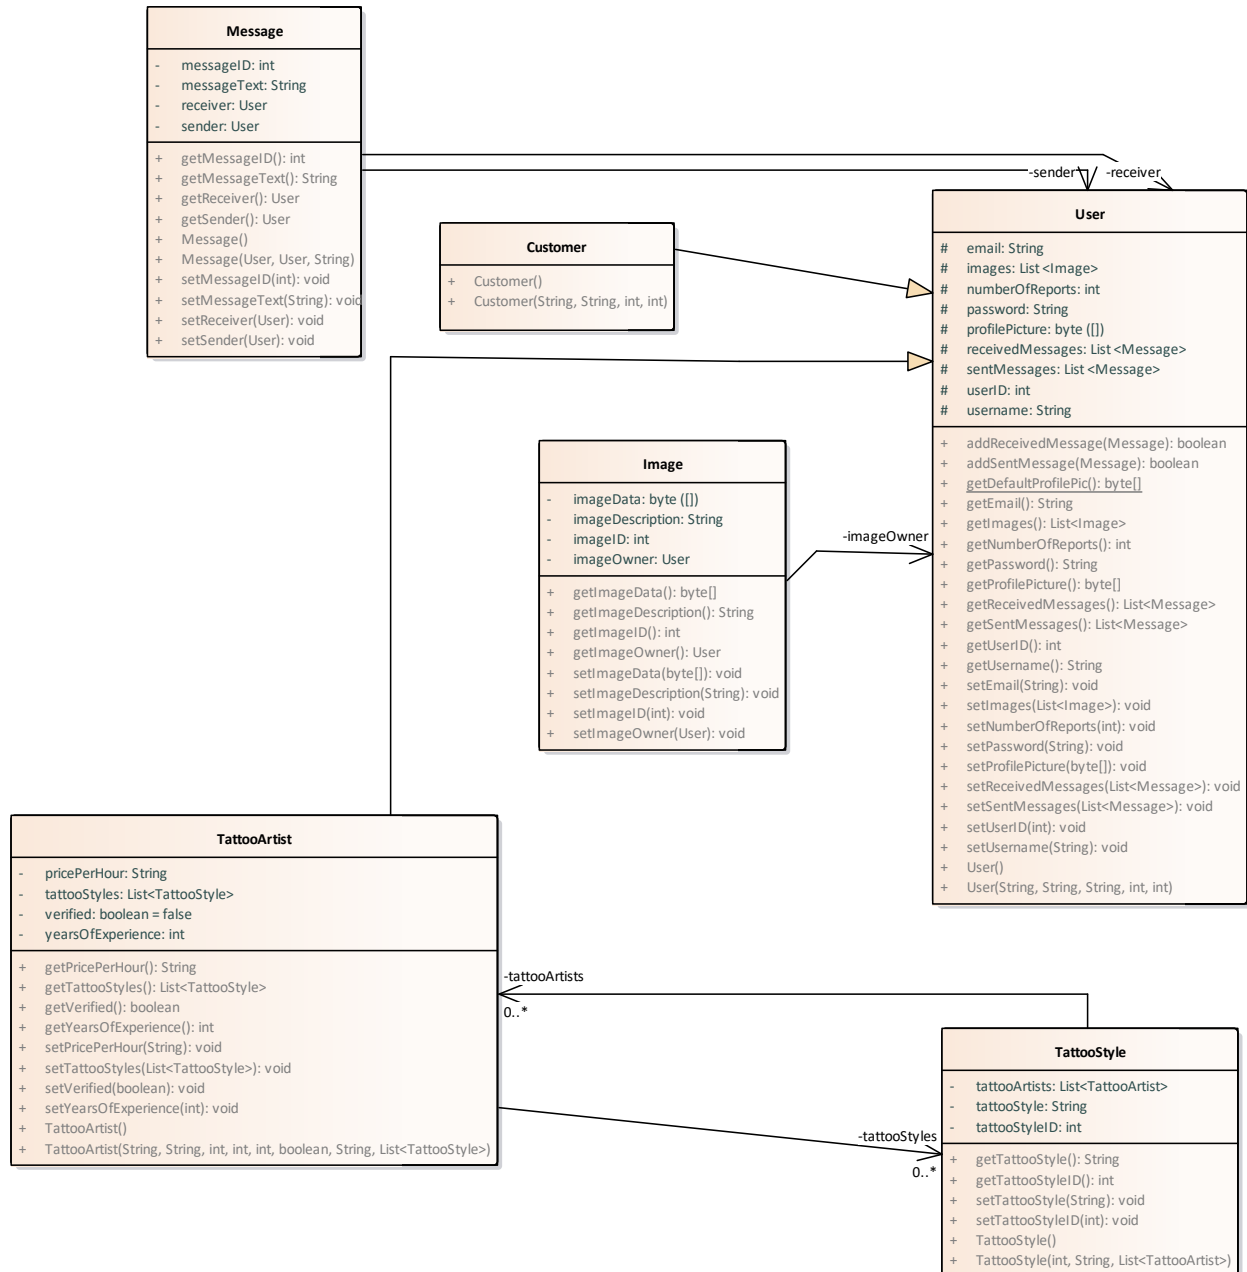 Message
- messageID: int
- messageText: String
- receiver: User
- sender: User
+ getMessageID(): int
+ getMessageText(): String
+ getReceiver(): User
+ getSender(): User
+ Message()
+ Message(User, User, String)
+ setMessageID(int): void
+ setMessageText(String): void
+ setReceiver(User): void
+ setSender(User): void
-sender
-receiver
Customer
+ Customer()
+ Customer(String, String, int, int)
User
# email: String
# images: List <Image>
# numberOfReports: int
# password: String
# profilePicture: byte ([])
# receivedMessages: List <Message>
# sentMessages: List <Message>
# userID: int
# username: String
+ addReceivedMessage(Message): boolean
+ addSentMessage(Message): boolean
+ getDefaultProfilePic(): byte[]
+ getEmail(): String
+ getImages(): List<Image>
+ getNumberOfReports(): int
+ getPassword(): String
+ getProfilePicture(): byte[]
+ getReceivedMessages(): List<Message>
+ getSentMessages(): List<Message>
+ getUserID(): int
+ getUsername(): String
+ setEmail(String): void
+ setImages(List<Image>): void
+ setNumberOfReports(int): void
+ setPassword(String): void
+ setProfilePicture(byte[]): void
+ setReceivedMessages(List<Message>): void
+ setSentMessages(List<Message>): void
+ setUserID(int): void
+ setUsername(String): void
+ User()
+ User(String, String, String, int, int)
Image
- imageData: byte ([])
- imageDescription: String
- imageID: int
- imageOwner: User
+ getImageData(): byte[]
+ getImageDescription(): String
+ getImageID(): int
+ getImageOwner(): User
+ setImageData(byte[]): void
+ setImageDescription(String): void
+ setImageID(int): void
+ setImageOwner(User): void
-imageOwner
TattooArtist
- pricePerHour: String
- tattooStyles: List<TattooStyle>
- verified: boolean = false
- yearsOfExperience: int
+ getPricePerHour(): String
+ getTattooStyles(): List<TattooStyle>
+ getVerified(): boolean
+ getYearsOfExperience(): int
+ setPricePerHour(String): void
+ setTattooStyles(List<TattooStyle>): void
+ setVerified(boolean): void
+ setYearsOfExperience(int): void
+ TattooArtist()
+ TattooArtist(String, String, int, int, int, boolean, String, List<TattooStyle>)
-tattooArtists
0..*
-tattooStyles
0..*
TattooStyle
- tattooArtists: List<TattooArtist>
- tattooStyle: String
- tattooStyleID: int
+ getTattooStyle(): String
+ getTattooStyleID(): int
+ setTattooStyle(String): void
+ setTattooStyleID(int): void
+ TattooStyle()
+ TattooStyle(int, String, List<TattooArtist>)